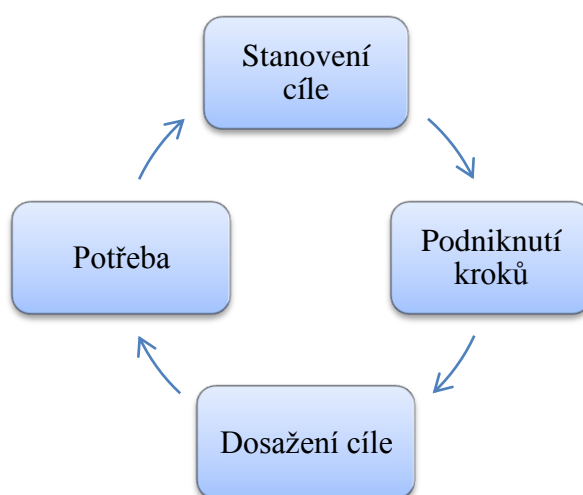 Stanovení
cíle
Potřeba
Podniknutí
kroků
Dosažení cíle